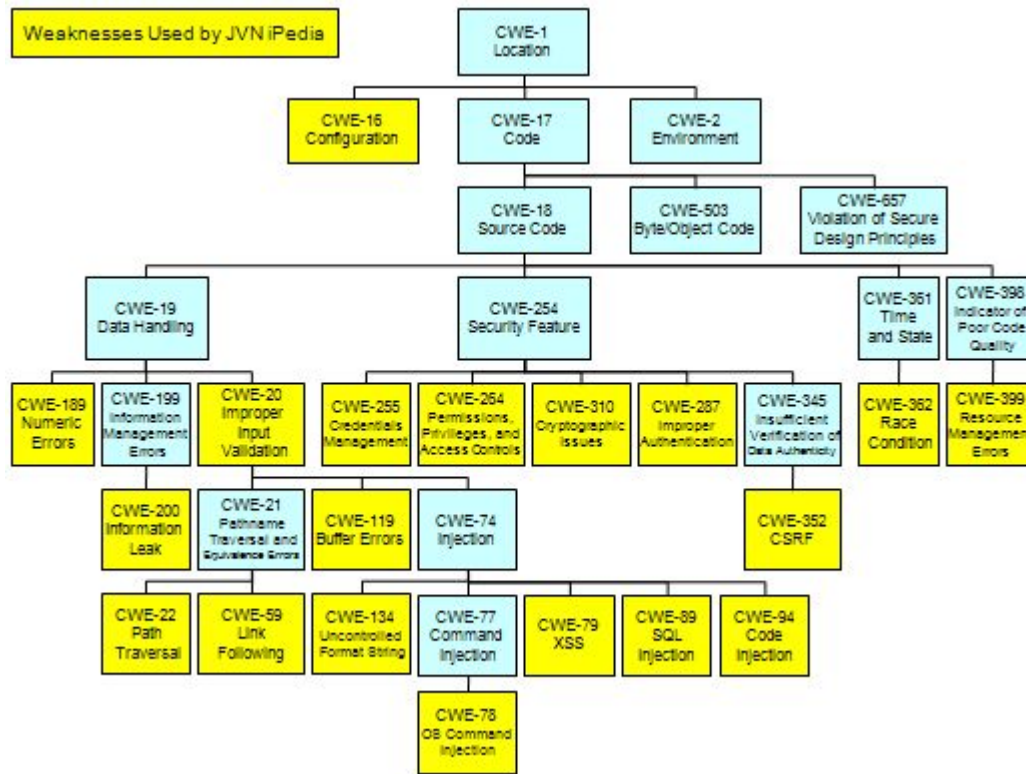 Weaknesses Used by JVN iPedia
CWE-1
Location
CWE-16
Configuration
CWE-17
Code
CWE-2
Environment
CWE-18
Source Code
CWE-503
Byte/Object Code
CWE-657
Violation of Secure
Design Principles
CWE-19
Data Handling
CWE-254
Security Feature
CWE-361
Time
and State
CWE-398
Indicator of
Poor Code
Quality
CWE-189
Numeric
Errors
CWE-199
Information
Management
Errors
CWE-20
Improper
Input
Validation
CWE-255
Credentials
Management
CWE-264
Permissions,
Privileges, and
Access Controls
CWE-310
Cryptographic
Issues
CWE-287
Improper
Authentication
CWE-345
Insufficient
Verification of
Data Authenticity
CWE-362
Race
Condition
CWE-399
Resource
Management
Errors
CWE-200
Information
Leak
CWE-21
Pathname
Traversal and
Equivalence Errors
CWE-119
Buffer Errors
CWE-74
Injection
CWE-352
CSRF
CWE-22
Path
Traversal
CWE-59
Link
Following
CWE-134
Uncontrolled
Format String
CWE-77
Command
Injection
CWE-79
XSS
CWE-89
SQL
Injection
CWE-94
Code
Injection
CWE-78
OS Command
Injection